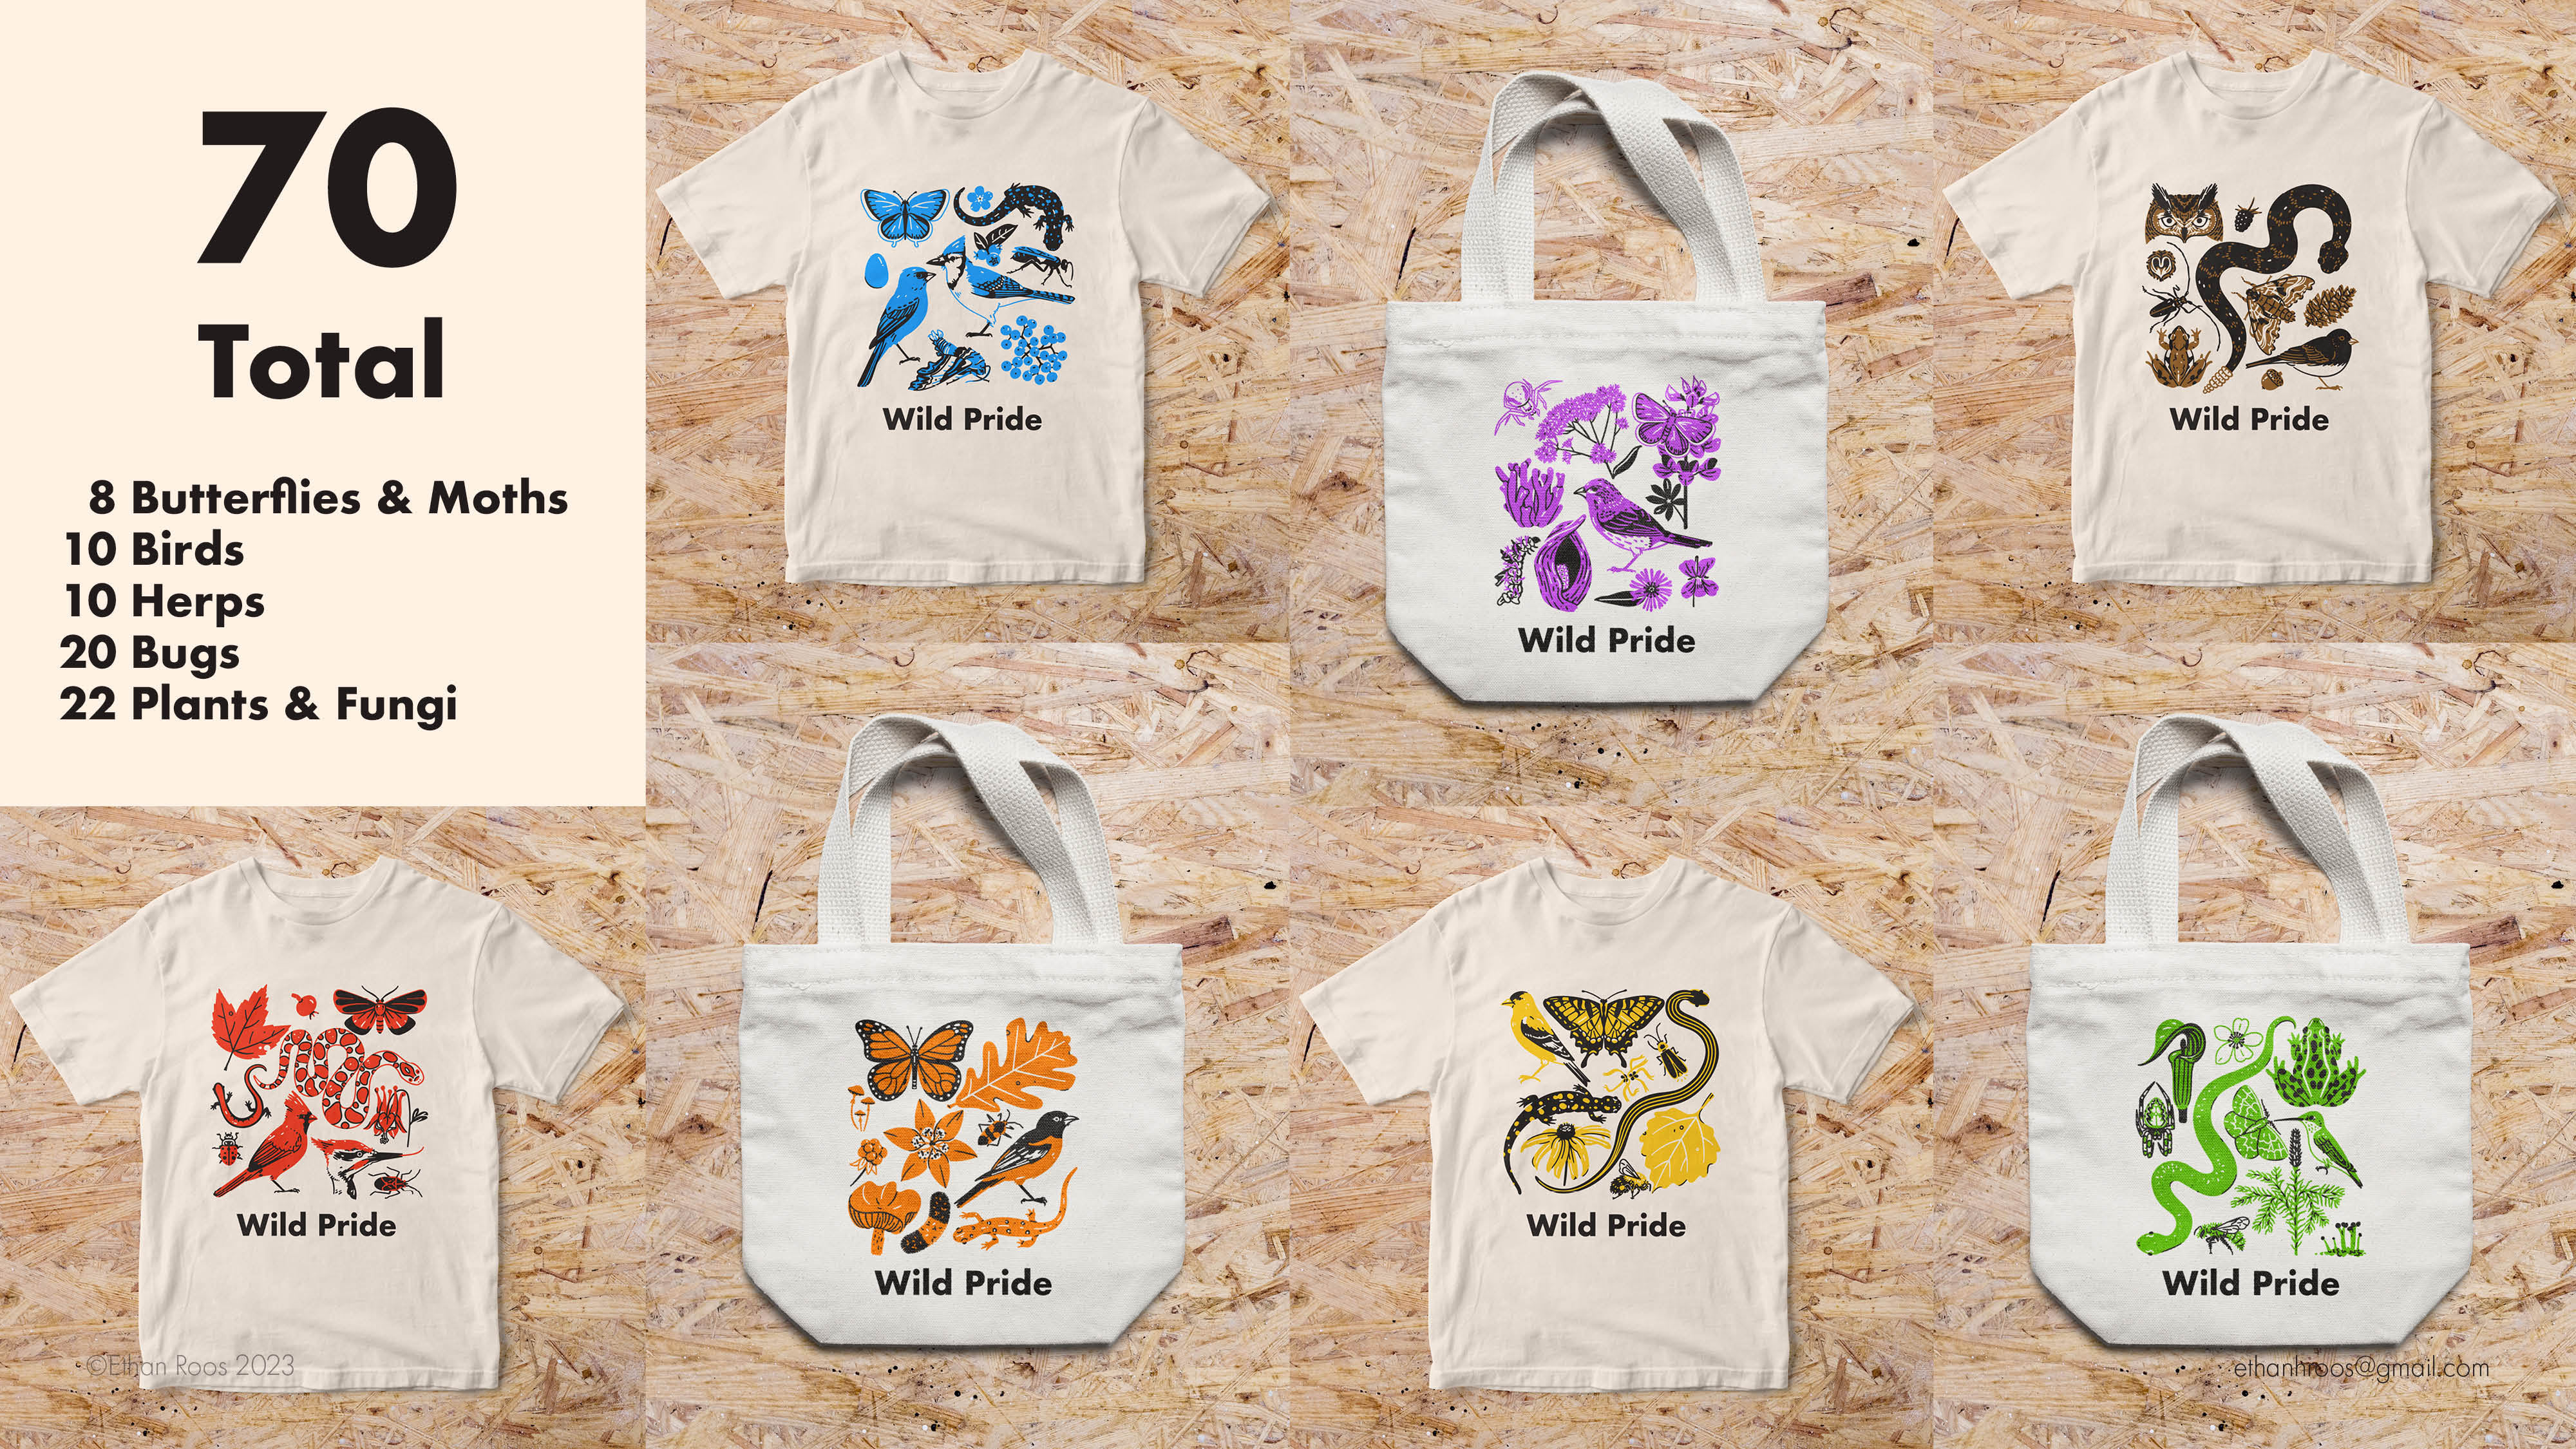 70
Total
8 Butterflies & Moths
10 Birds
10 Herps
20 Bugs
22 Plants & Fungi
Wild Pride
Wild Pride
Wild Pride
Wild Pride
Wild Pride
Wild Pride
Wild Pride
©Ethan Roos 2023
ethanhroos@gmail.com